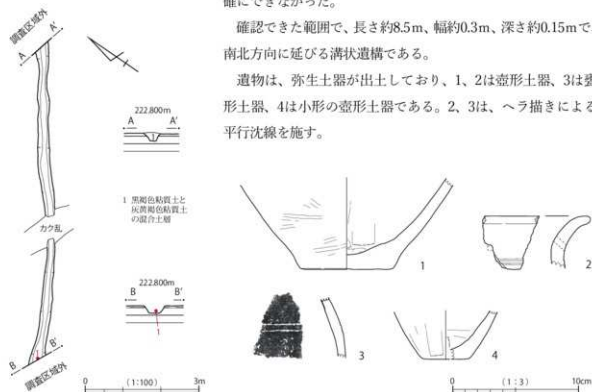 確にできなかった。
確認できた範囲で、長さ約8.5m、幅約0.3m、深さ約0.15mで、
南北方向に延びる溝状遺構である。
遺物は、弥生土器が出土しており、1、2は壺形土器、3は甕
形土器、4は小形の壺形土器である。2、3は、ヘラ描きによる
平行沈線を施す。
調査区域外
A A′
カク乱
B B′
調査区域外
222.800m
A A′
1
1 黒褐色粘質土と
灰黄褐色粘質土
の混合土層
222.800m
B B′
1
0 (1:100) 3m
1
2
3
4
0 (1:3) 10cm